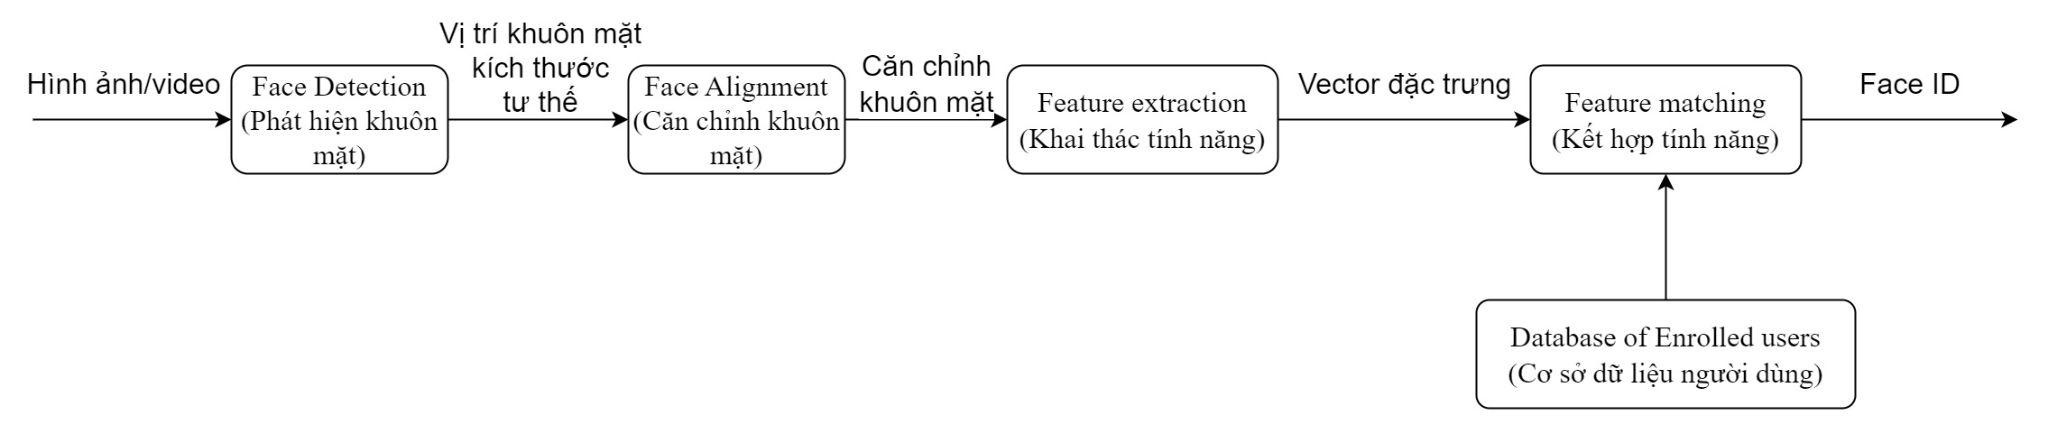 Hình ảnh/video
Face Detection
(Phát hiện khuôn
mặt)
Vị trí khuôn mặt
kích thước
tư thế
Face Alignment
(Căn chỉnh khuôn
mặt)
Căn chỉnh
khuôn mặt
Feature extraction
(Khai thác tính năng)
Vector đặc trưng
Feature matching
(Kết hợp tính năng)
Face ID
Database of Enrolled users
(Cơ sở dữ liệu người dùng)